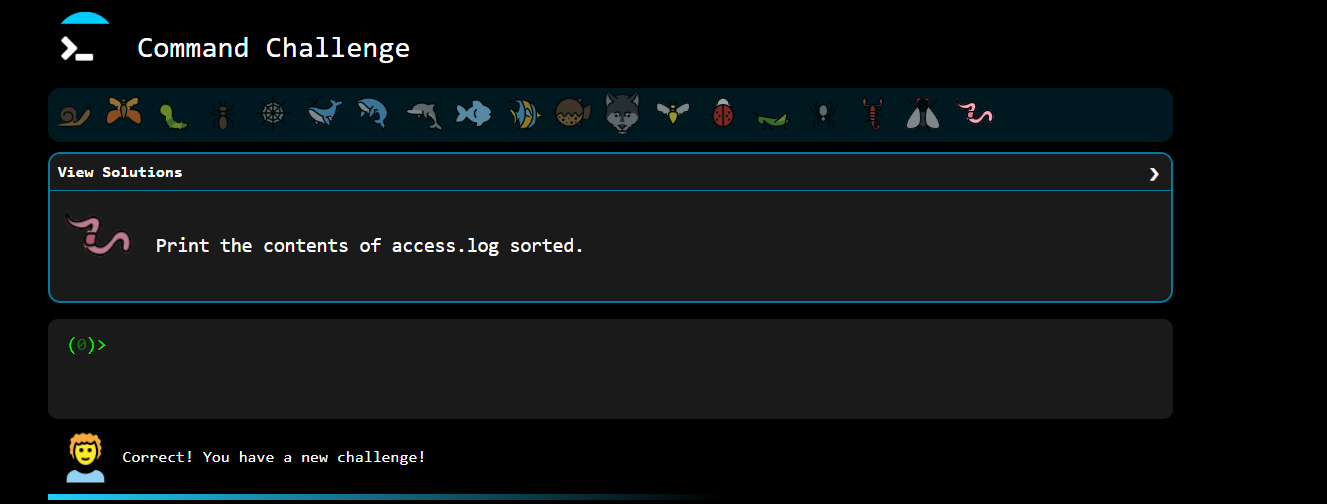 Command Challenge
View Solutions
Print the contents of access.log sorted.
(0)>
Correct! You have a new challenge!